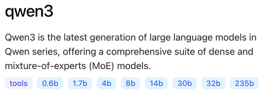 qwen3
Qwen3 is the latest generation of large language models in
Qwen series, offering a comprehensive suite of dense and
mixture-of-experts (MoE) models.
tools 0.6b 1.7b 4b 8b 14b 30b 32b 235b